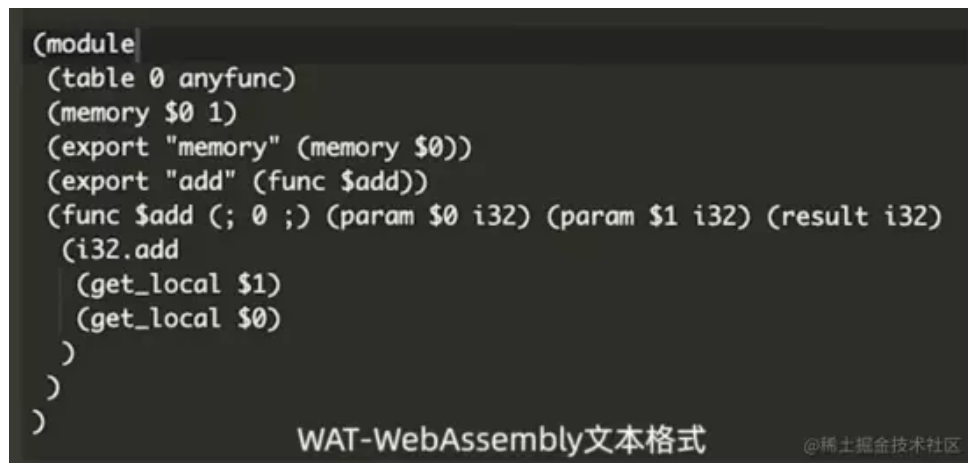 (module
(table 0 anyfunc)
(memory $0 1)
(export "memory" (memory $0))
(export "add" (func $add))
(func $add (; 0 ;) (param $0 i32) (param $1 i32) (result i32)
(i32.add
(get_local $1)
(get_local $0)
)
)
)
WAT-WebAssembly文本格式
@稀土掘金技术社区